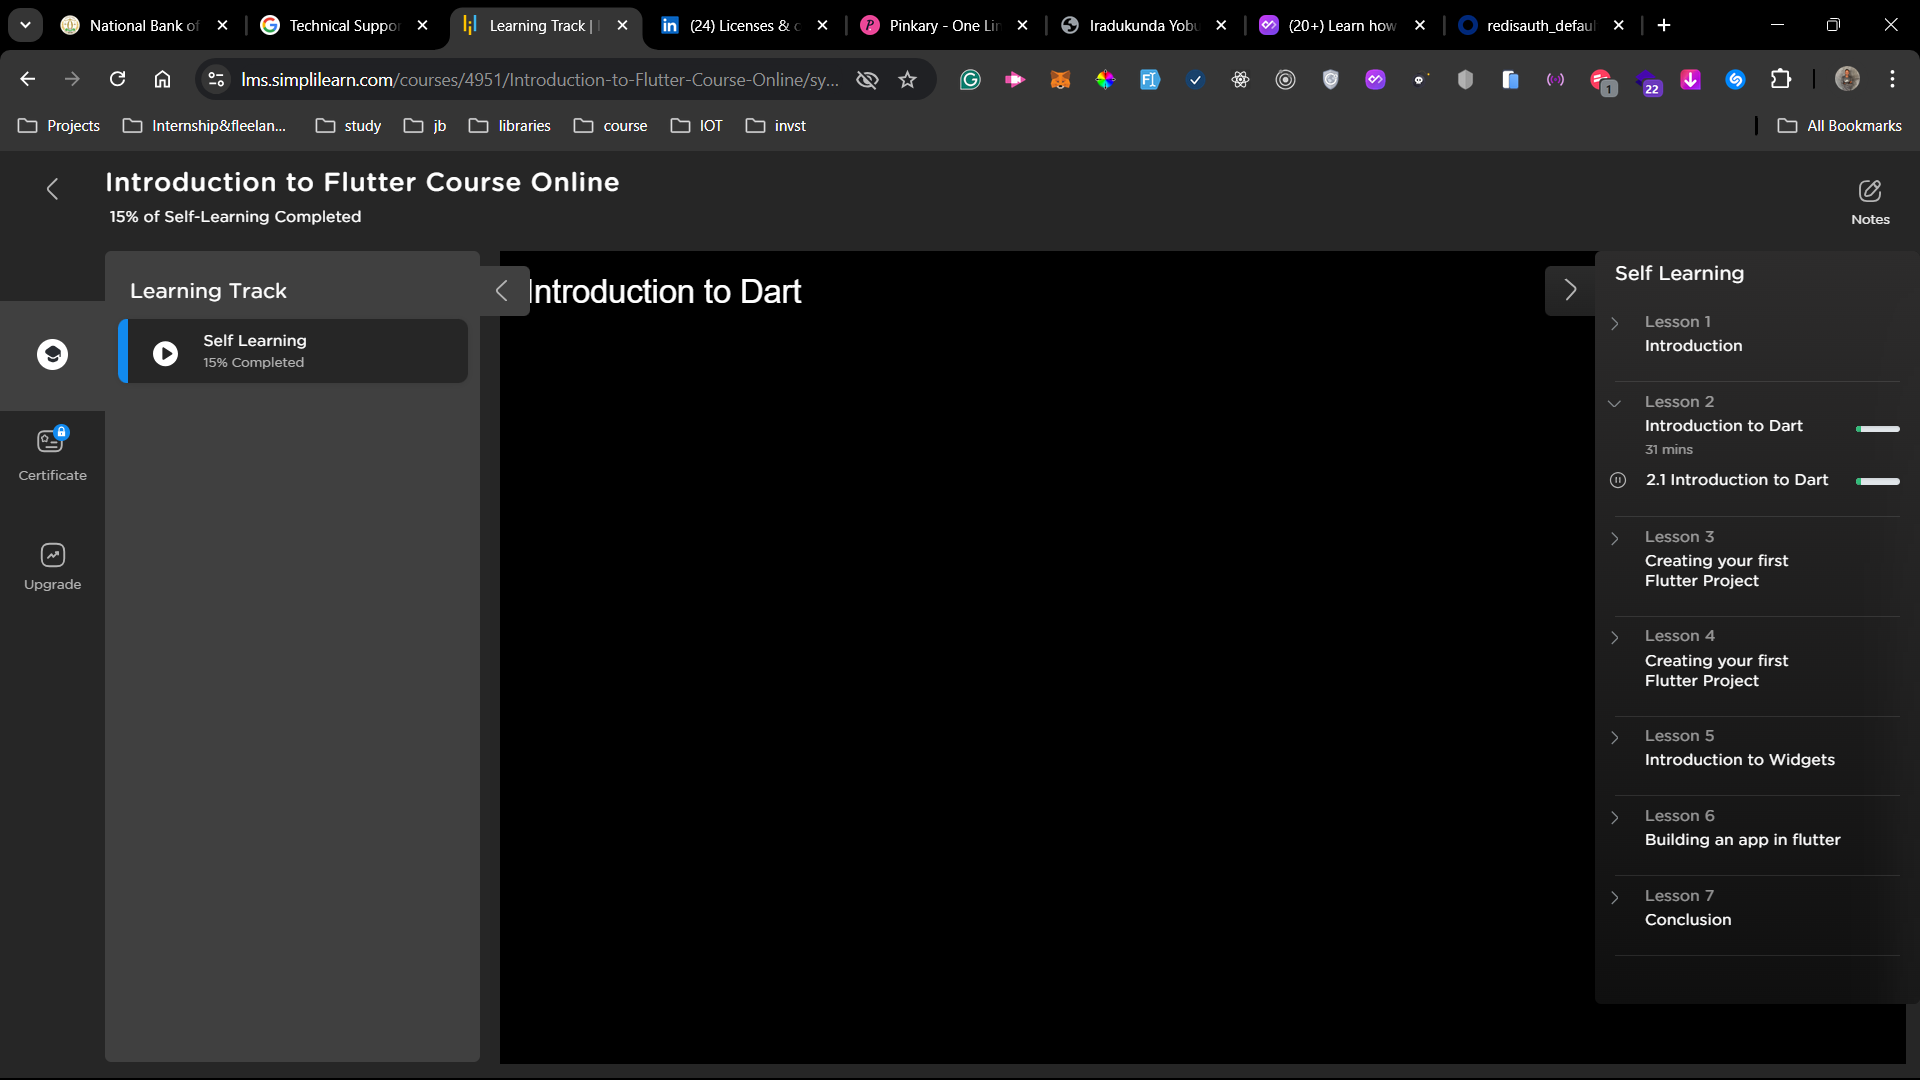 National Bank of
Technical Suppor
Learning Track |
(24) Licenses & c
Pinkary - One Lin
Iradukunda Yobu
(20+) Learn how
redisauth_defaul
lms.simplilearn.com/courses/4951/Introduction-to-Flutter-Course-Online/sy...
1
22
Projects
Internship&fleelan...
study
jb
libraries
course
IOT
invst
All Bookmarks
Introduction to Flutter Course Online
15% of Self-Learning Completed
Notes
Learning Track
Self Learning
15% Completed
Certificate
Upgrade
Introduction to Dart
Self Learning
Lesson 1
Introduction
Lesson 2
Introduction to Dart
31 mins
2.1 Introduction to Dart
Lesson 3
Creating your first
Flutter Project
Lesson 4
Creating your first
Flutter Project
Lesson 5
Introduction to Widgets
Lesson 6
Building an app in flutter
Lesson 7
Conclusion